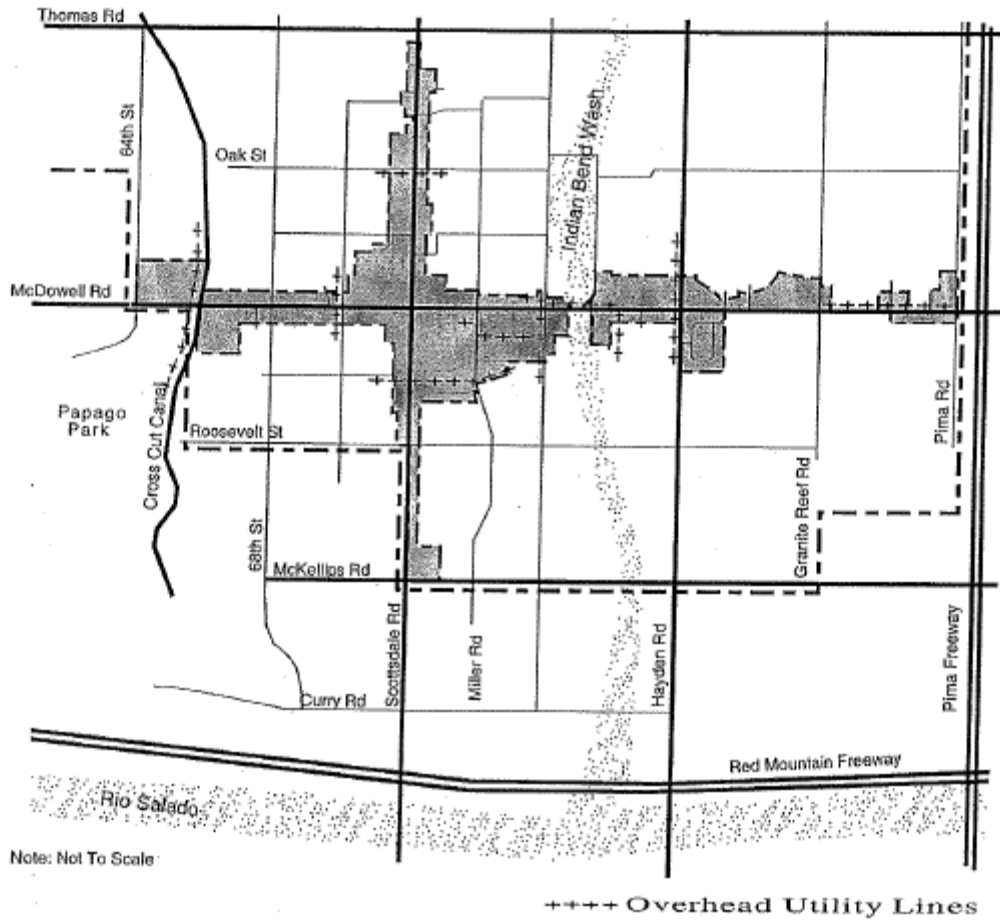 Thomas Rd
64th St
Oak St
Indian Bend Wash
McDowell Rd
Papago
Park
Cross Cut Canal
Roosevelt St
Pima Rd
Granite Reef Rd
68th St
McKellips Rd
Scottsdale Rd
Miller Rd
Hayden Rd
Pima Freeway
Curry Rd
Red Mountain Freeway
Rio Salado
Note: Not To Scale
++++ Overhead Utility Lines